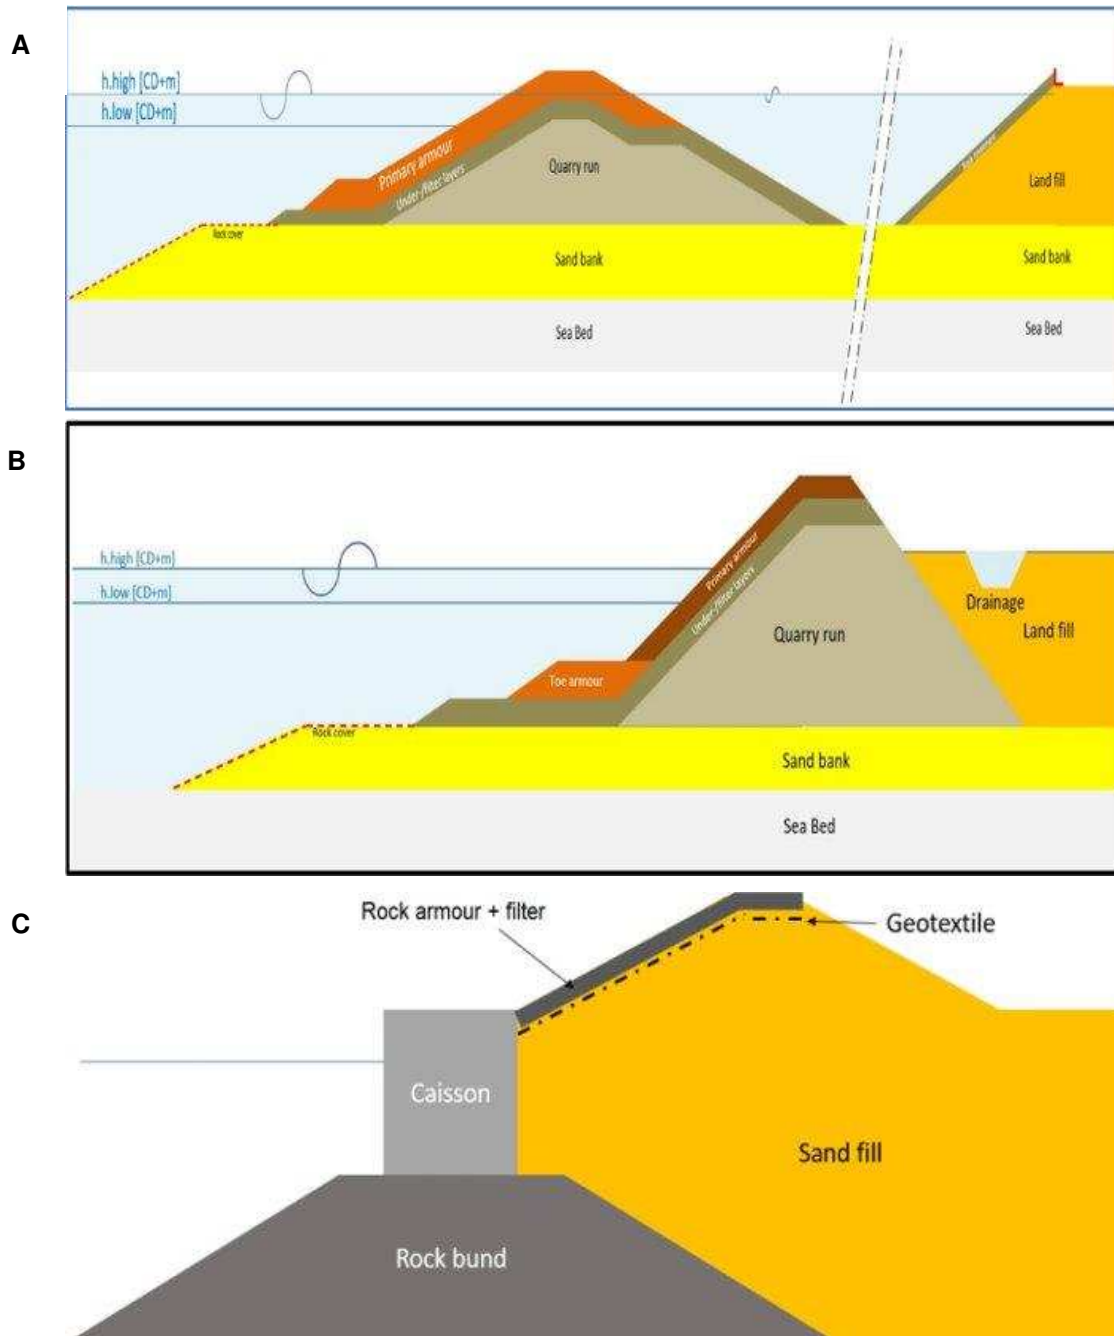 A
h.high [CD+m]
h.low [CD+m]
Primary armour
Under-/filter layers
Quarry run
Land fill
Rock cover
Sand bank
Sand bank
Sea Bed
Sea Bed
B
h.high [CD+m]
h.low [CD+m]
Primary armour
Under-/filter layers
Quarry run
Drainage
Land fill
Toe armour
Rock cover
Sand bank
Sea Bed
C
Rock armour + filter
Geotextile
Caisson
Sand fill
Rock bund